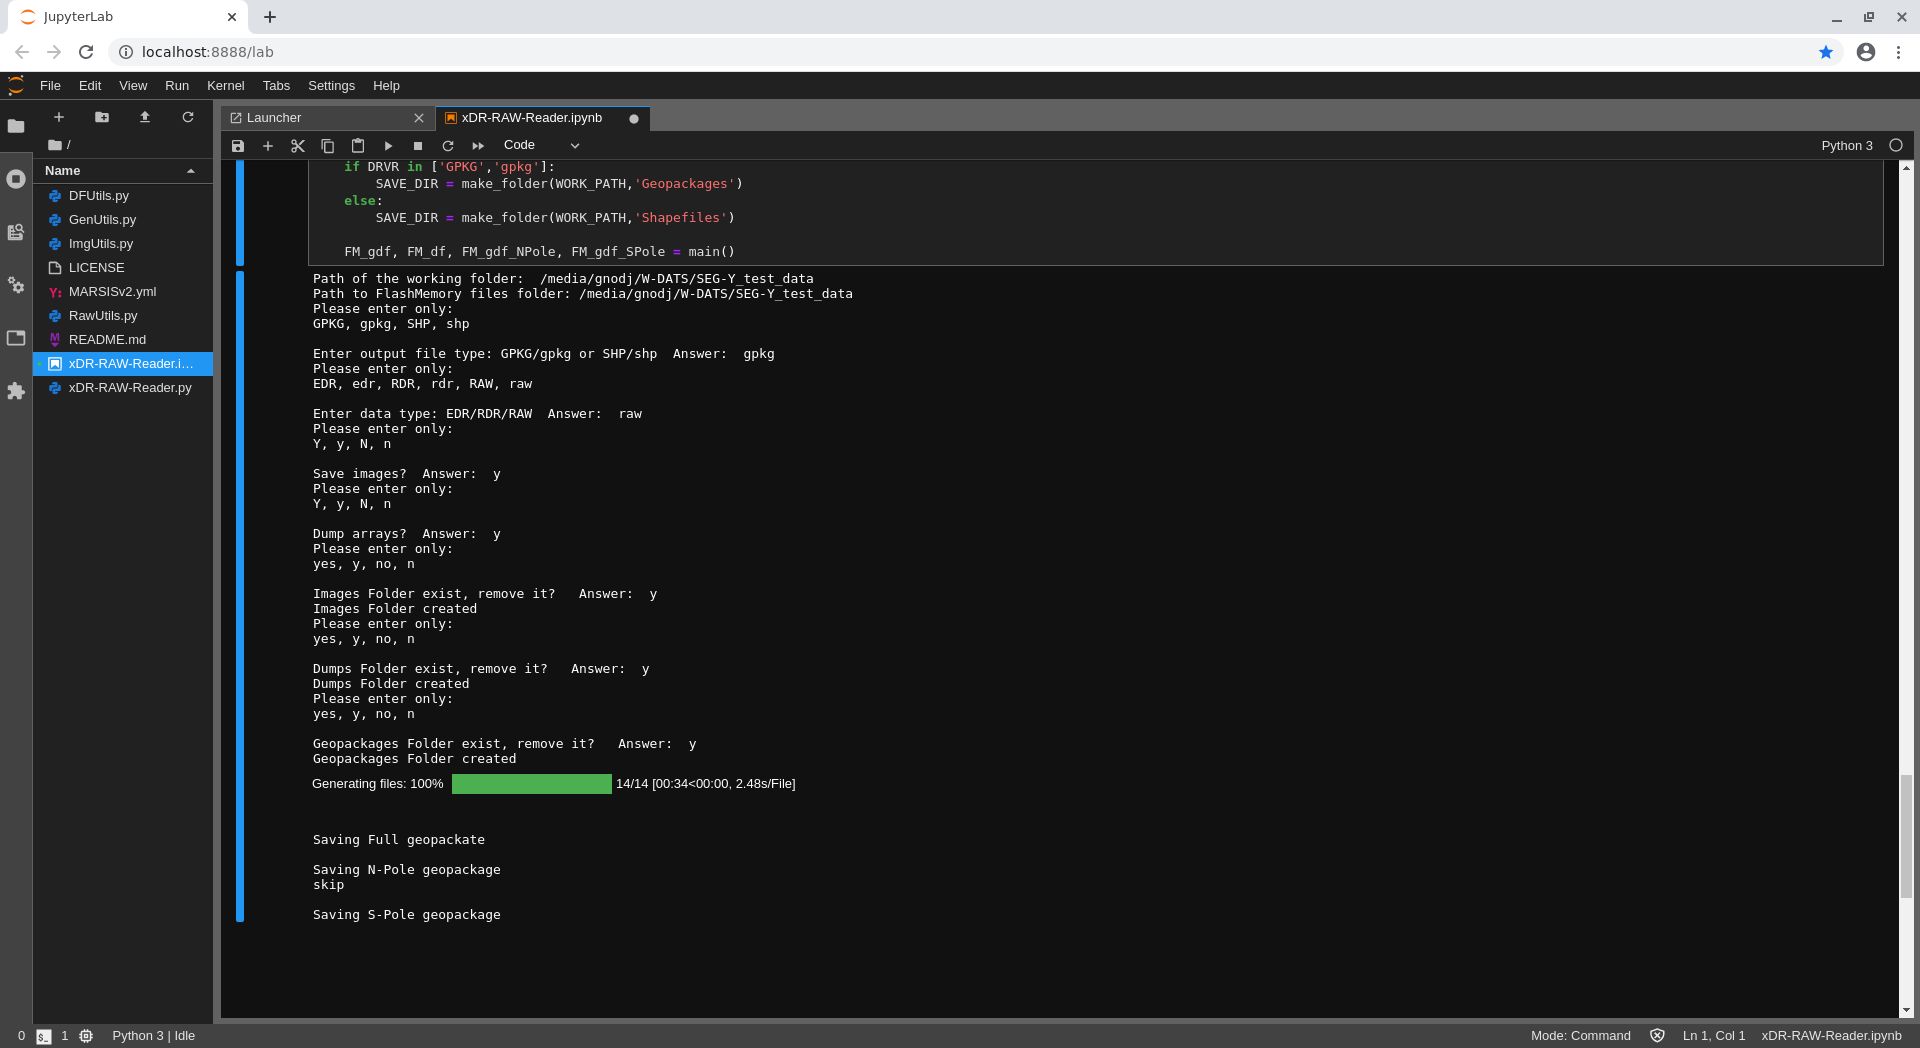 JupyterLab
localhost:8888/lab
File Edit View Run Kernel Tabs Settings Help
Launcher
xDR-RAW-Reader.ipynb
/
Code
Python 3
Name
DFUtils.py
GenUtils.py
ImgUtils.py
LICENSE
MARSISv2.yml
RawUtils.py
README.md
xDR-RAW-Reader.i…
xDR-RAW-Reader.py
if DRVR in ['GPKG','gpkg']:
SAVE_DIR = make_folder(WORK_PATH,'Geopackages')
else:
SAVE_DIR = make_folder(WORK_PATH,'Shapefiles')
FM_gdf, FM_df, FM_gdf_NPole, FM_gdf_SPole = main()
Path of the working folder:  /media/gnodj/W-DATS/SEG-Y_test_data
Path to FlashMemory files folder: /media/gnodj/W-DATS/SEG-Y_test_data
Please enter only:
GPKG, gpkg, SHP, shp
Enter output file type: GPKG/gpkg or SHP/shp  Answer:  gpkg
Please enter only:
EDR, edr, RDR, rdr, RAW, raw
Enter data type: EDR/RDR/RAW  Answer:  raw
Please enter only:
Y, y, N, n
Save images?  Answer:  y
Please enter only:
Y, y, N, n
Dump arrays?  Answer:  y
Please enter only:
yes, y, no, n
Images Folder exist, remove it?   Answer:  y
Images Folder created
Please enter only:
yes, y, no, n
Dumps Folder exist, remove it?   Answer:  y
Dumps Folder created
Please enter only:
yes, y, no, n
Geopackages Folder exist, remove it?   Answer:  y
Geopackages Folder created
Generating files: 100% 14/14 [00:34<00:00, 2.48s/File]
Saving Full geopackate
Saving N-Pole geopackage
skip
Saving S-Pole geopackage
0 $_ 1 Python 3 | Idle
Mode: Command Ln 1, Col 1 xDR-RAW-Reader.ipynb